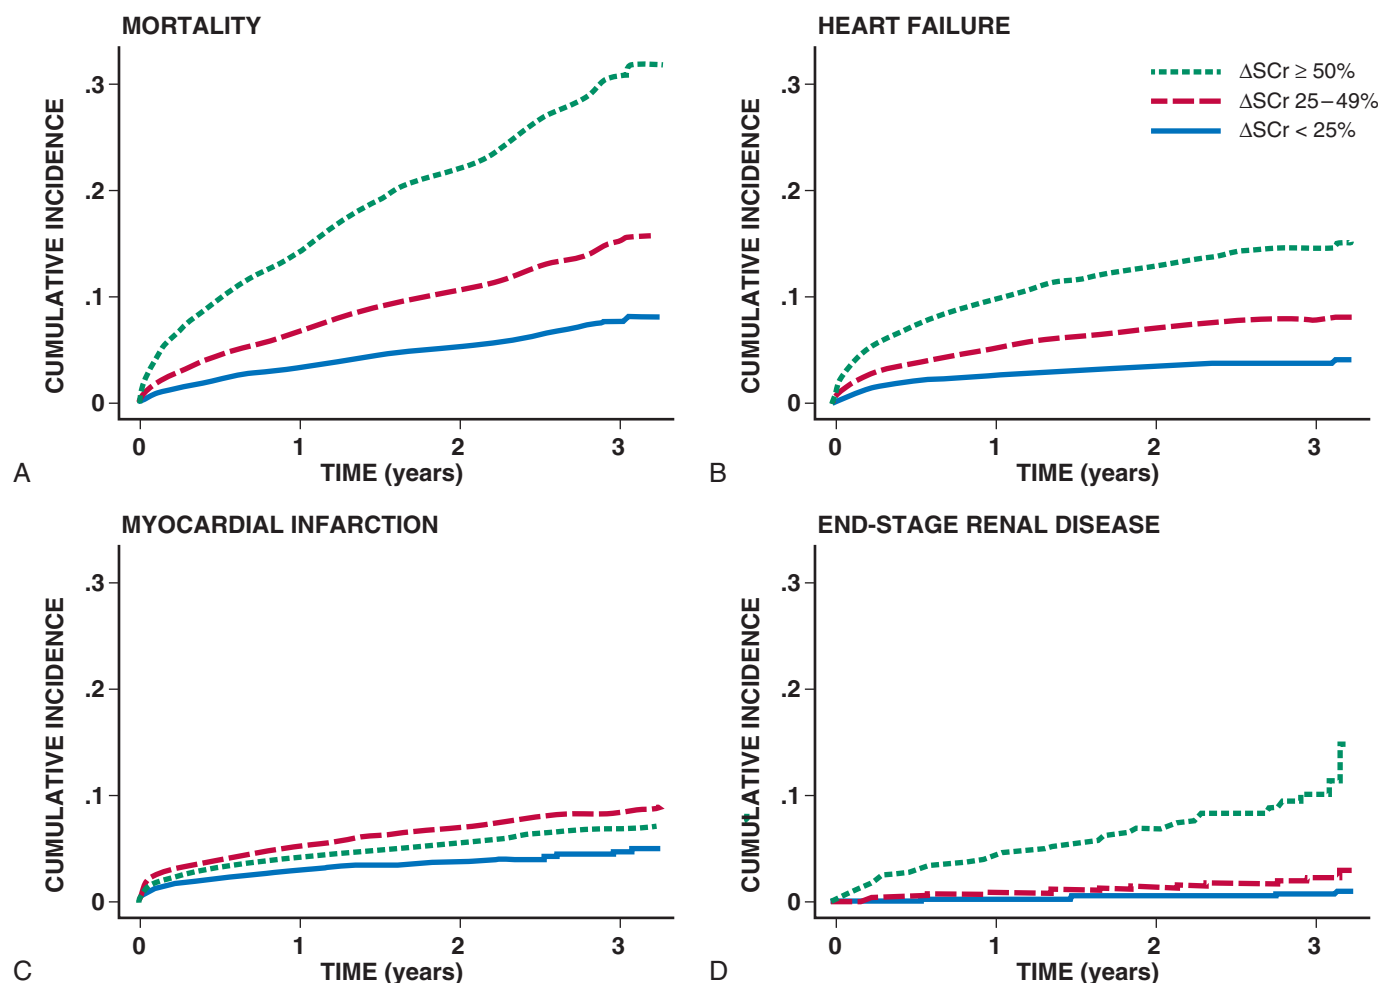 MORTALITY
.3
.2
.1
0
CUMULATIVE INCIDENCE
0 1 2 3
TIME (years)
A
HEART FAILURE
ΔSCr ≥ 50%
ΔSCr 25–49%
ΔSCr < 25%
.3
.2
.1
0
CUMULATIVE INCIDENCE
0 1 2 3
TIME (years)
B
MYOCARDIAL INFARCTION
.3
.2
.1
0
CUMULATIVE INCIDENCE
0 1 2 3
TIME (years)
C
END-STAGE RENAL DISEASE
.3
.2
.1
0
CUMULATIVE INCIDENCE
0 1 2 3
TIME (years)
D